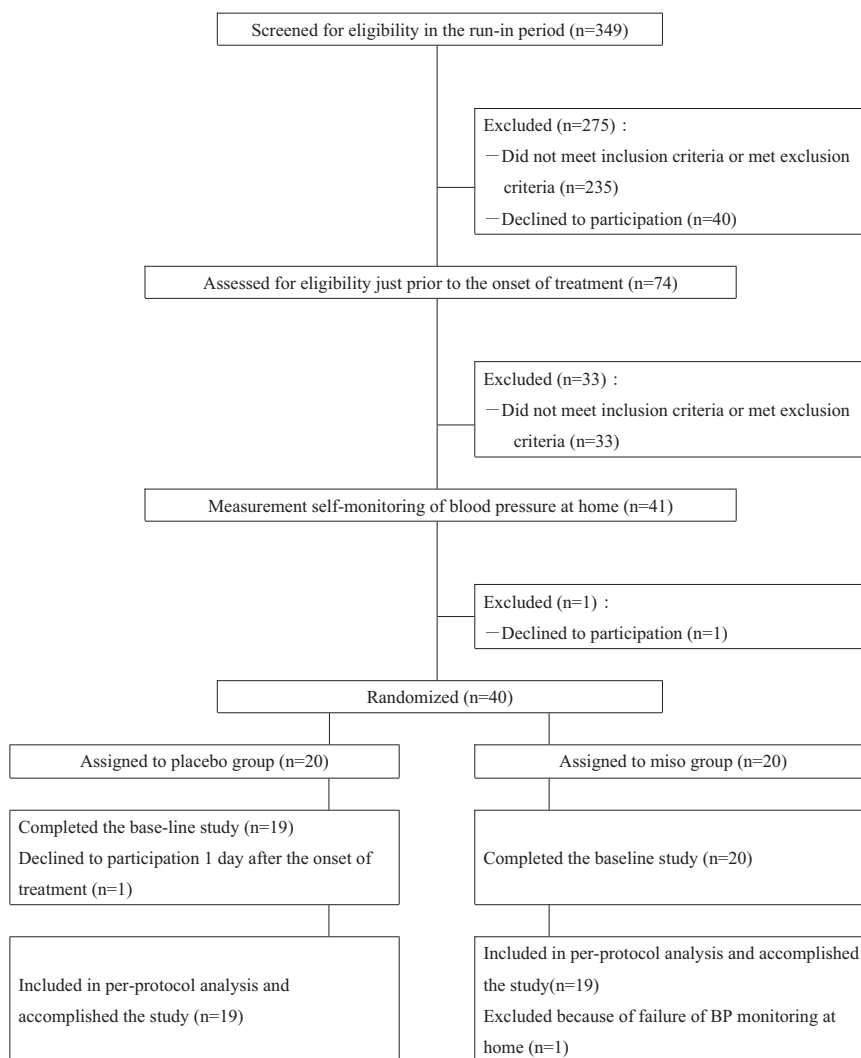 Screened for eligibility in the run-in period (n=349)
Excluded (n=275) :
－Did not meet inclusion criteria or met exclusion
criteria (n=235)
－Declined to participation (n=40)
Assessed for eligibility just prior to the onset of treatment (n=74)
Excluded (n=33) :
－Did not meet inclusion criteria or met exclusion
criteria (n=33)
Measurement self-monitoring of blood pressure at home (n=41)
Excluded (n=1) :
－Declined to participation (n=1)
Randomized (n=40)
Assigned to placebo group (n=20)
Assigned to miso group (n=20)
Completed the base-line study (n=19)
Declined to participation 1 day after the onset of
treatment (n=1)
Completed the baseline study (n=20)
Included in per-protocol analysis and
accomplished the study (n=19)
Included in per-protocol analysis and accomplished
the study(n=19)
Excluded because of failure of BP monitoring at
home (n=1)